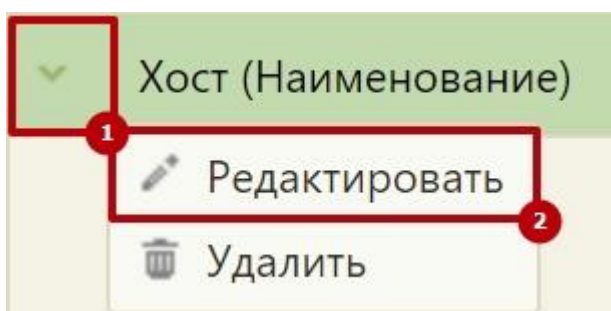 Хост (Наименование)
1
Редактировать
2
Удалить